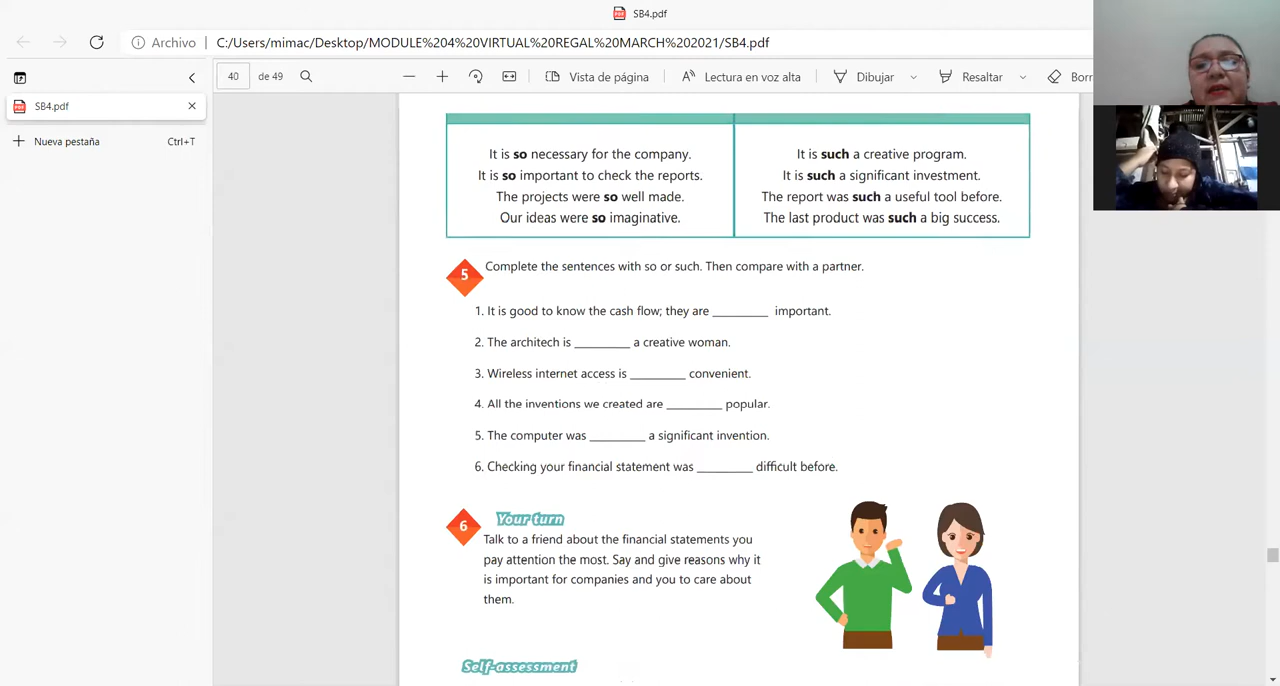 SB4.pdf
Archivo C:/Users/mimac/Desktop/MODULE%204%20VIRTUAL%20REGAL%20MARCH%202021/SB4.pdf
40 de 49 Vista de página Lectura en voz alta Dibujar Resaltar Borr
SB4.pdf
Nueva pestaña Ctrl+T
It is so necessary for the company.
It is so important to check the reports.
The projects were so well made.
Our ideas were so imaginative.
It is such a creative program.
It is such a significant investment.
The report was such a useful tool before.
The last product was such a big success.
5 Complete the sentences with so or such. Then compare with a partner.
1. It is good to know the cash flow; they are ________ important.
2. The architech is ________ a creative woman.
3. Wireless internet access is ________ convenient.
4. All the inventions we created are ________ popular.
5. The computer was ________ a significant invention.
6. Checking your financial statement was ________ difficult before.
6 Your turn
Talk to a friend about the financial statements you
pay attention the most. Say and give reasons why it
is important for companies and you to care about
them.
Self-assessment